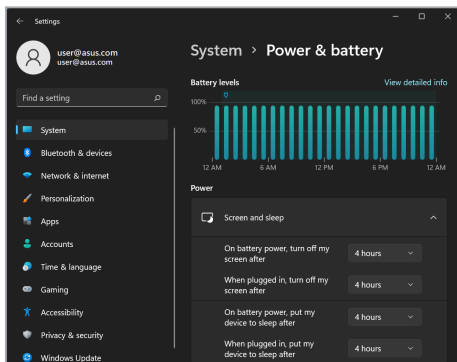 Settings
user@asus.com
user@asus.com
Find a setting
System
Bluetooth & devices
Network & internet
Personalization
Apps
Accounts
Time & language
Gaming
Accessibility
Privacy & security
Windows Update
System > Power & battery
Battery levels
View detailed info
100%
50%
12 AM 6 AM 12 PM 6 PM 12 AM
Power
Screen and sleep
On battery power, turn off my
screen after
4 hours
When plugged in, turn off my
screen after
4 hours
On battery power, put my
device to sleep after
4 hours
When plugged in, put my
device to sleep after
4 hours